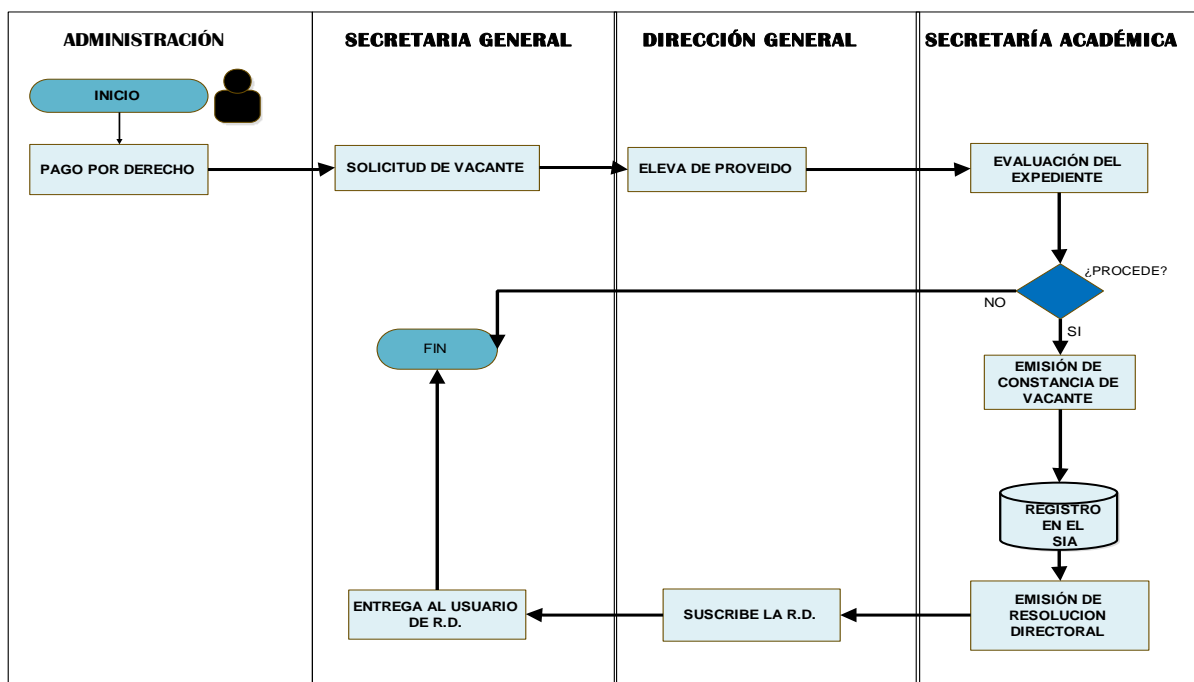 ADMINISTRACIÓN
SECRETARIA GENERAL
DIRECCIÓN GENERAL
SECRETARÍA ACADÉMICA
INICIO
PAGO POR DERECHO
SOLICITUD DE VACANTE
ELEVA DE PROVEIDO
EVALUACIÓN DEL
EXPEDIENTE
¿PROCEDE?
NO
SI
FIN
EMISIÓN DE
CONSTANCIA DE
VACANTE
REGISTRO
EN EL
SIA
EMISIÓN DE
RESOLUCION
DIRECTORAL
SUSCRIBE LA R.D.
ENTREGA AL USUARIO
DE R.D.